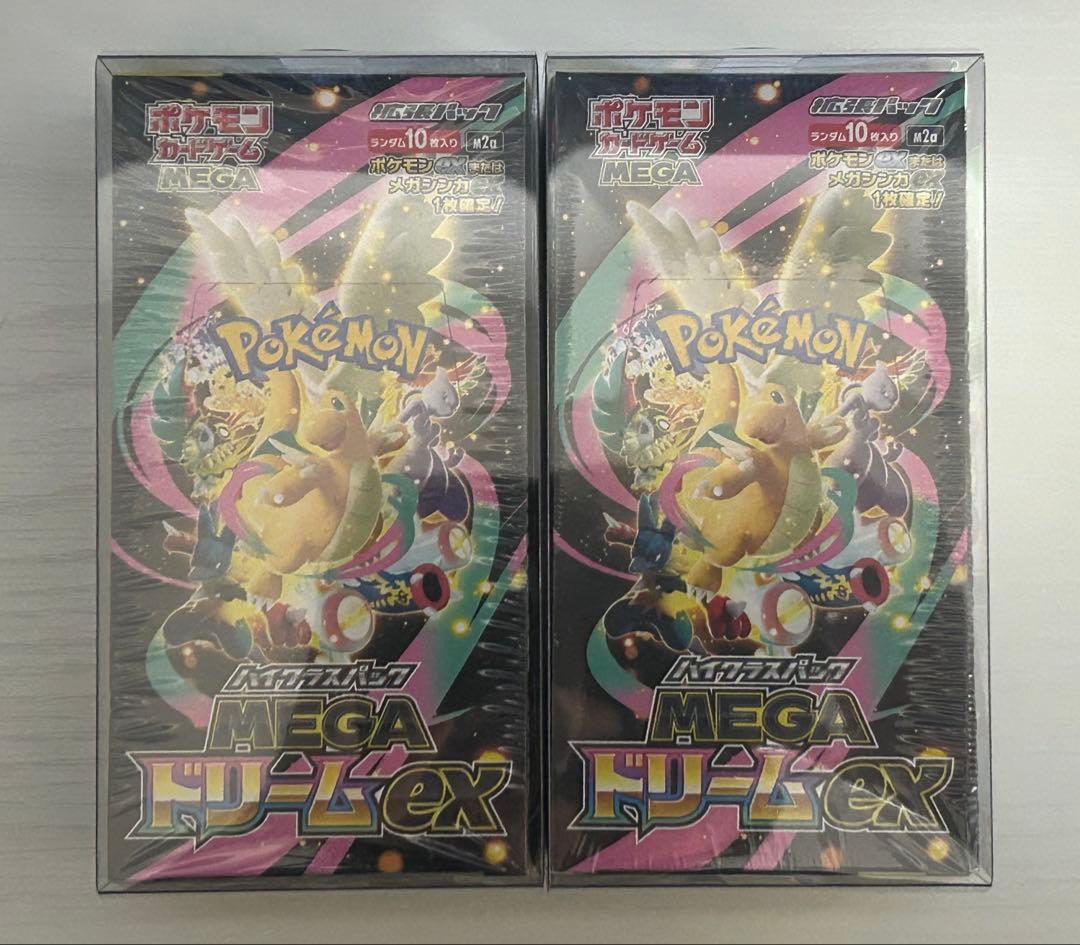 ポケモン
カードゲーム
MEGA
拡張パック
ランダム10枚入り M2a
ポケモンexまたは
メガシンカex
1枚確定!
POKéMON
ハイクラスパック
MEGA
ドリームex
ポケモン
カードゲーム
MEGA
拡張パック
ランダム10枚入り M2a
ポケモンexまたは
メガシンカex
1枚確定!
POKéMON
ハイクラスパック
MEGA
ドリームex